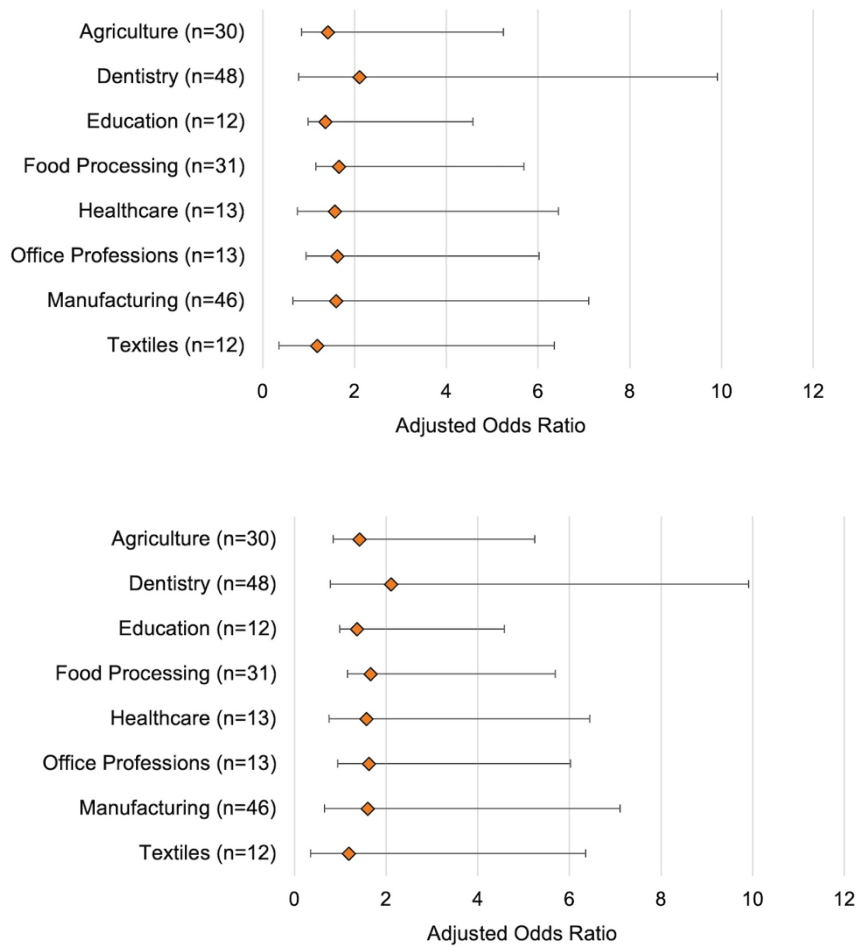 Agriculture (n=30)
Dentistry (n=48)
Education (n=12)
Food Processing (n=31)
Healthcare (n=13)
Office Professions (n=13)
Manufacturing (n=46)
Textiles (n=12)
0 2 4 6 8 10 12
Adjusted Odds Ratio
Agriculture (n=30)
Dentistry (n=48)
Education (n=12)
Food Processing (n=31)
Healthcare (n=13)
Office Professions (n=13)
Manufacturing (n=46)
Textiles (n=12)
0 2 4 6 8 10 12
Adjusted Odds Ratio